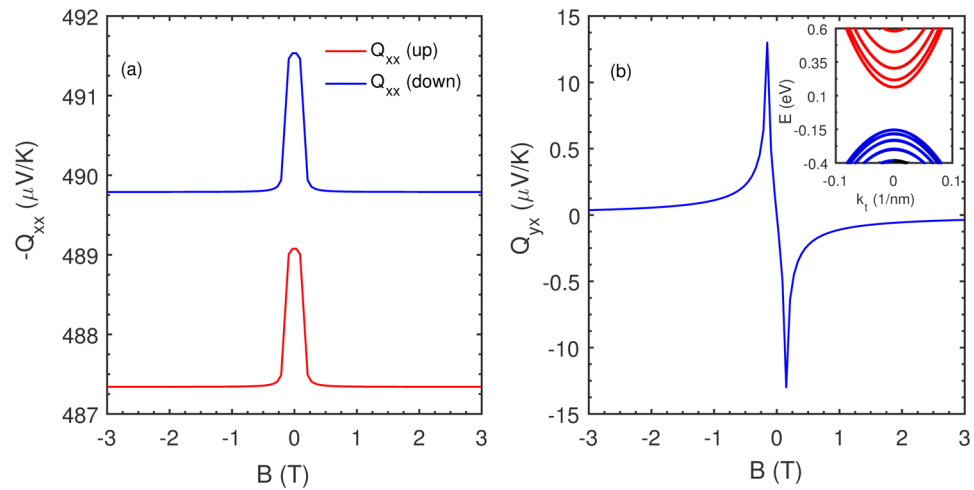 (a)
Q_xx (up)
Q_xx (down)
492
491
490
489
488
487
-Q_xx (μV/K)
-3 -2 -1 0 1 2 3
B (T)
(b)
15
10
5
0
-0.5
-10
-15
Q_yx (μV/K)
-3 -2 -1 0 1 2 3
B (T)
0.6
0.35
0.1
-0.15
-0.4
E (eV)
-0.1 0 0.1
k_t (1/nm)